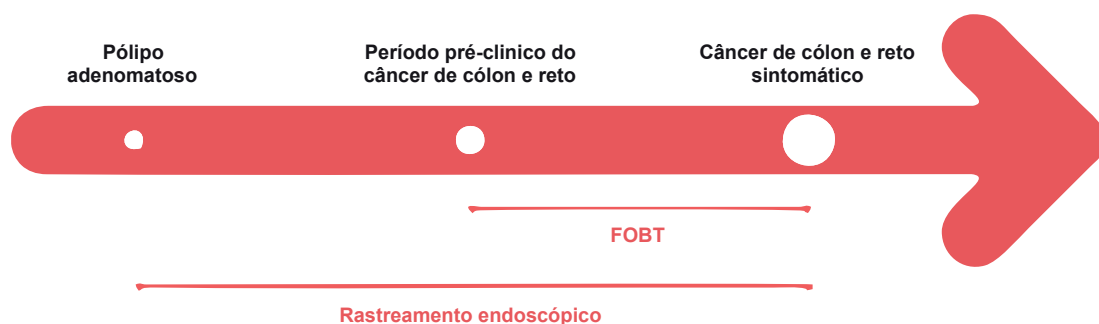 Pólipo
adenomatoso
Período pré-clinico do
câncer de cólon e reto
Câncer de cólon e reto
sintomático
FOBT
Rastreamento endoscópico